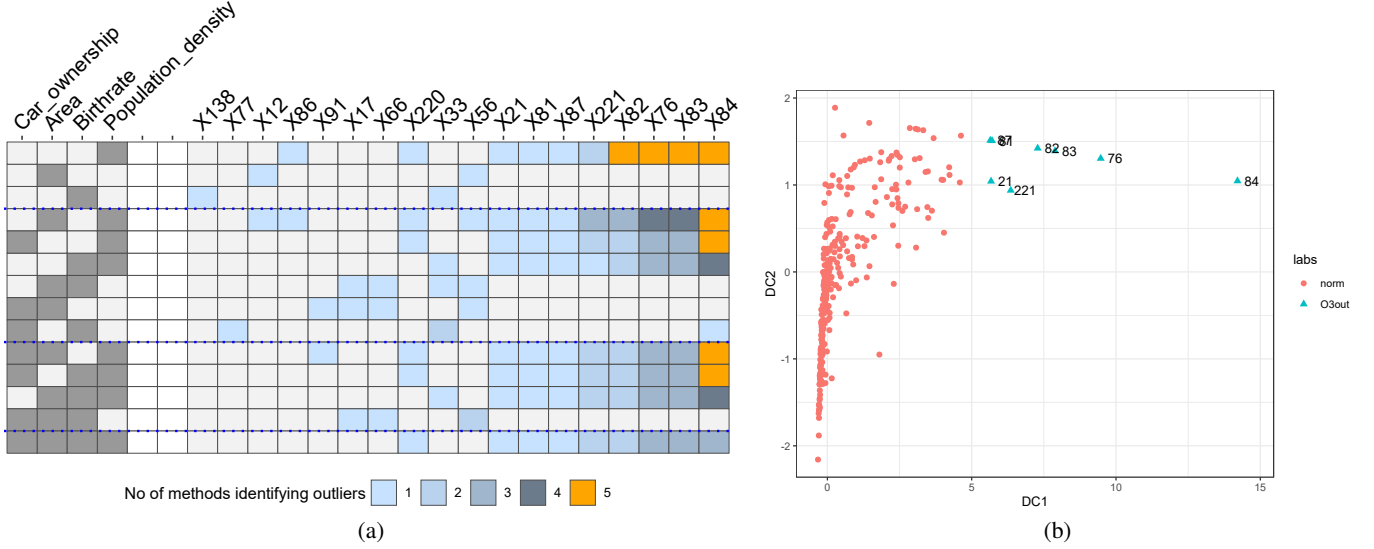 Car_ownership
Area
Birthrate
Population_density
X138
X77
X12
X86
X91
X17
X66
X220
X33
X56
X21
X81
X87
X221
X82
X76
X83
X84
No of methods identifying outliers 1 2 3 4 5
(a)
2
1
0
-1
-2
DC2
87
81
82
83
76
21
221
84
0 5 10 15
DC1
labs
norm
O3out
(b)